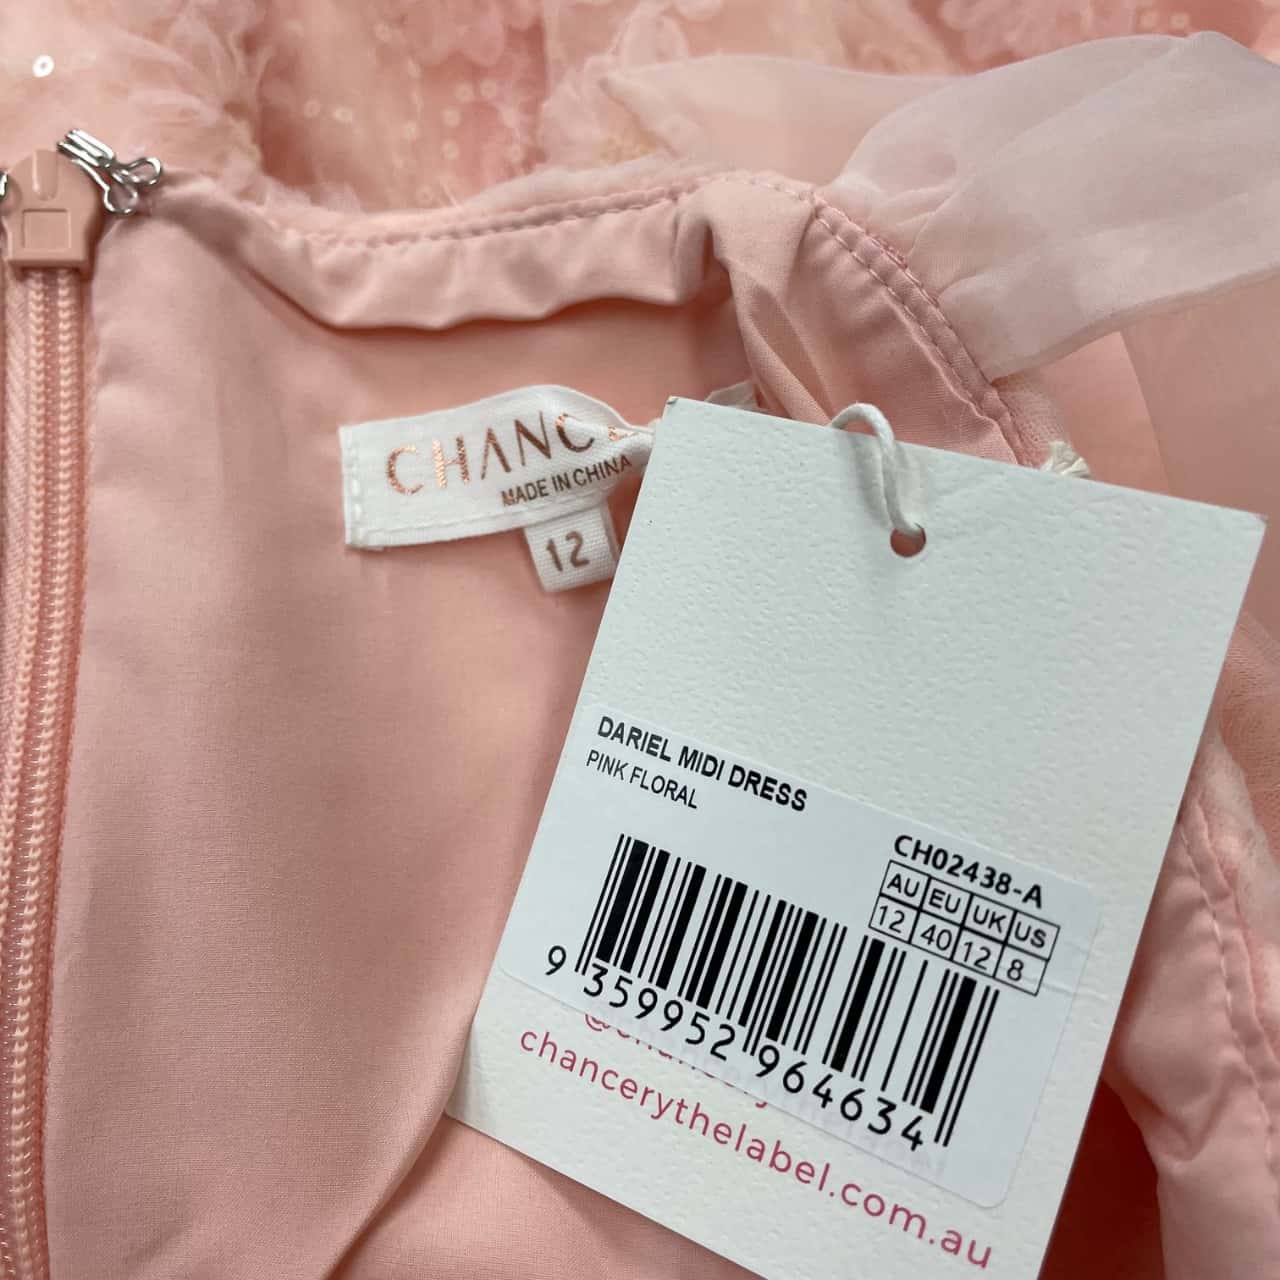 CHANCE
MADE IN CHINA
12
DARIEL MIDI DRESS
PINK FLORAL
CH02438-A
AU EU UK US
12 40 12 8
9 359952 964634
chancerythelabel.com.au